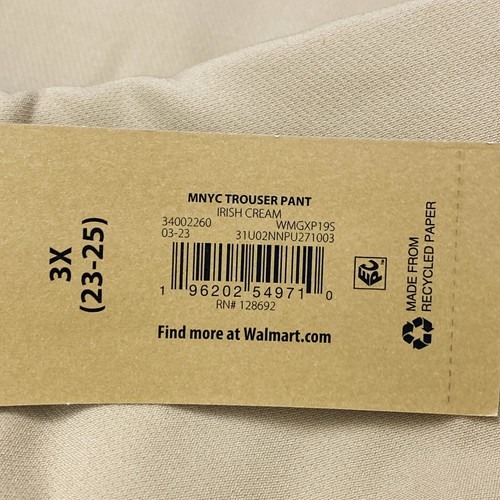 MNYC TROUSER PANT
IRISH CREAM
34002260 WMGXP19S
03-23 31U02NNPU271003
1 96202 54971 0
RN# 128692
Find more at Walmart.com
3X
(23-25)
EPC
MADE FROM
RECYCLED PAPER